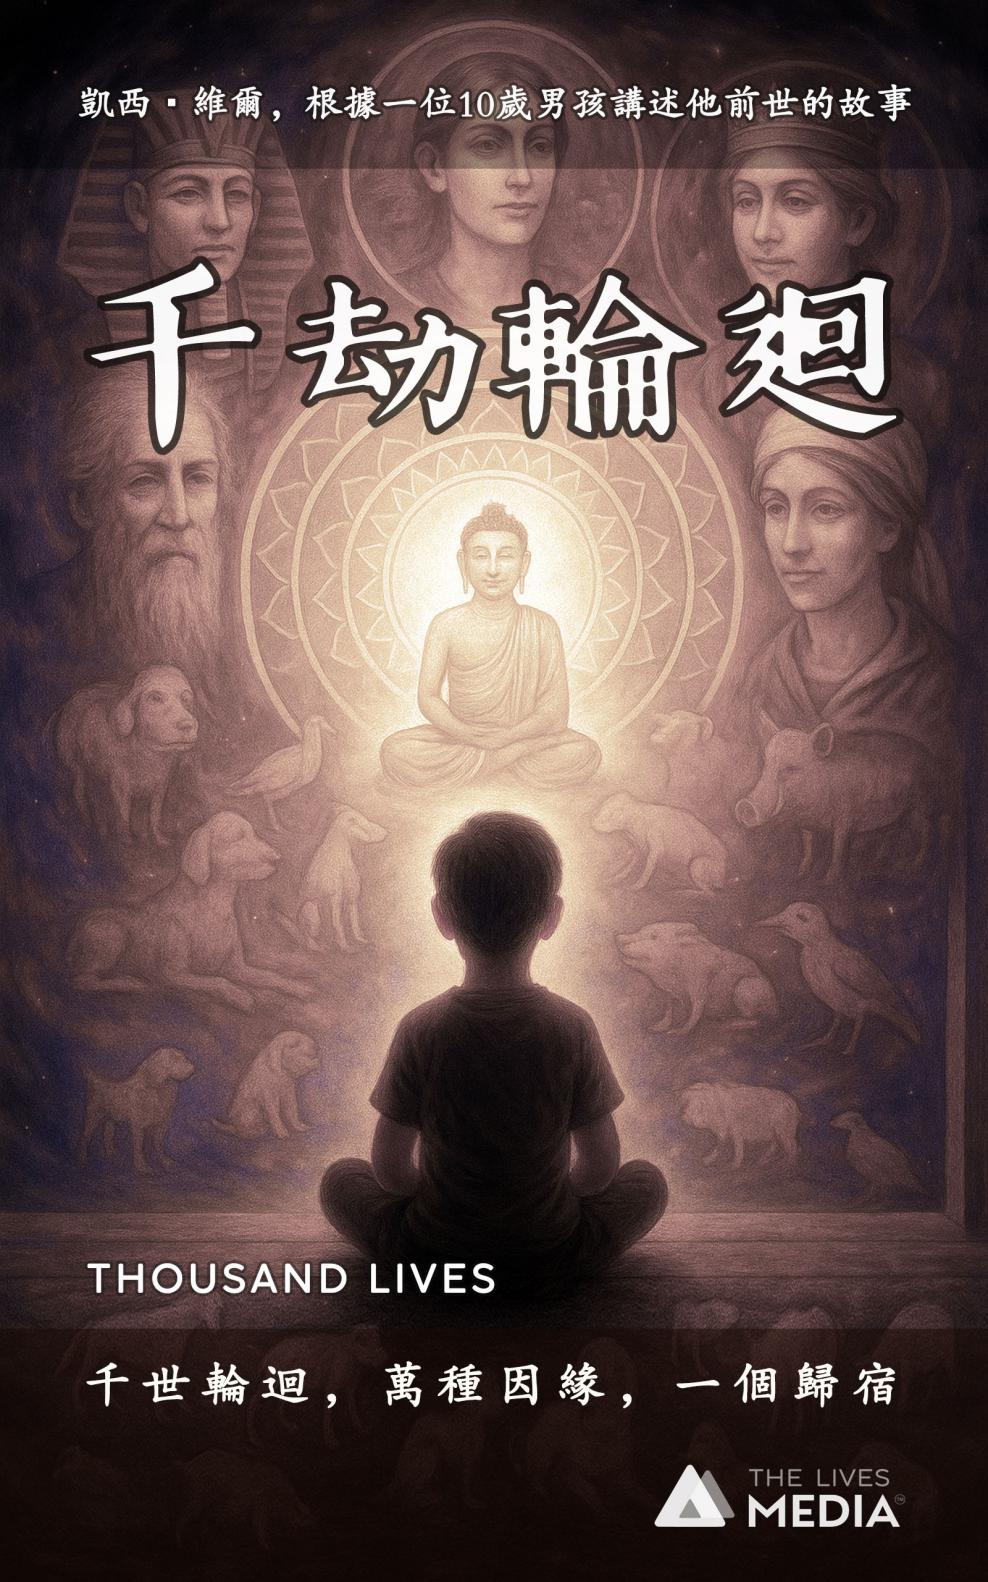 凱西·維爾，根據一位10歲男孩講述他前世的故事
千劫輪迴
THOUSAND LIVES
千世輪迴，萬種因緣，一個歸宿
THE LIVES
MEDIA™